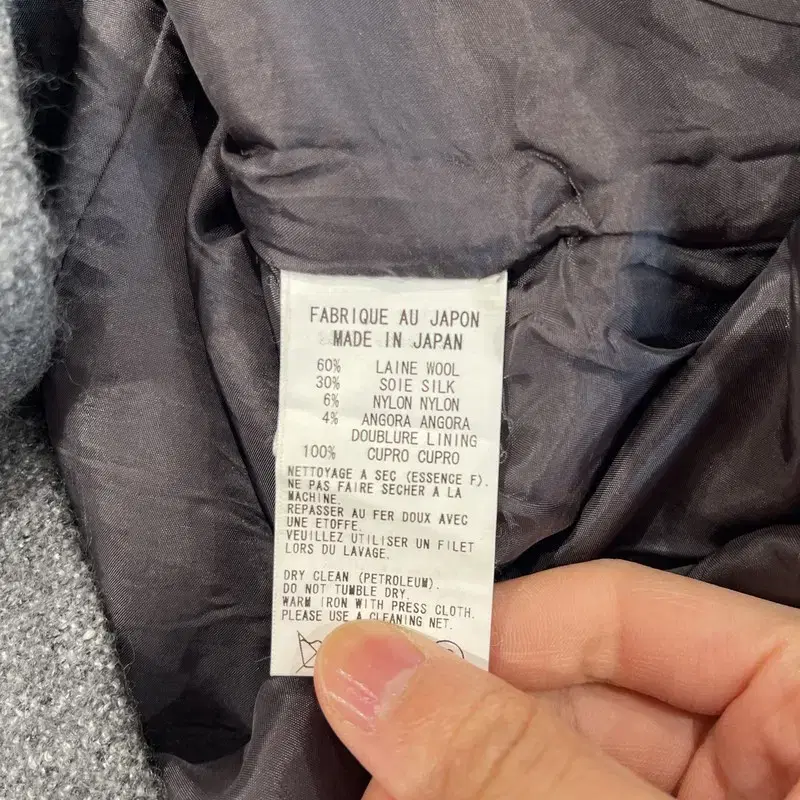 FABRIQUE AU JAPON
MADE IN JAPAN
60% LAINE WOOL
30% SOIE SILK
6% NYLON NYLON
4% ANGORA ANGORA
DOUBLURE LINING
100% CUPRO CUPRO
NETTOYAGE A SEC (ESSENCE F).
NE PAS FAIRE SECHER A LA
MACHINE.
REPASSER AU FER DOUX AVEC
UNE ETOFFE.
VEUILLEZ UTILISER UN FILET
LORS DU LAVAGE.
DRY CLEAN (PETROLEUM).
DO NOT TUMBLE DRY.
WARM IRON WITH PRESS CLOTH.
PLEASE USE A CLEANING NET.